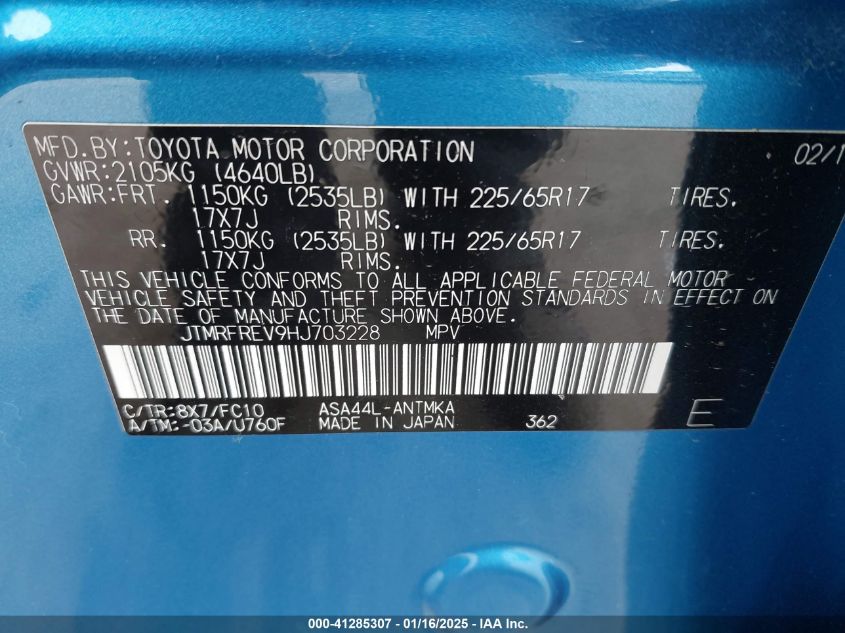 MFD. BY: TOYOTA MOTOR CORPORATION 02/1
GVWR: 2105KG (4640LB)
GAWR: FRT. 1150KG (2535LB) WITH 225/65R17 TIRES.
17X7J RIMS.
RR. 1150KG (2535LB) WITH 225/65R17 TIRES.
17X7J RIMS.
THIS VEHICLE CONFORMS TO ALL APPLICABLE FEDERAL MOTOR
VEHICLE SAFETY AND THEFT PREVENTION STANDARDS IN EFFECT ON
THE DATE OF MANUFACTURE SHOWN ABOVE.
JTMRFREV9HJ703228 MPV
C/TR: 8X7/FC10 ASA44L-ANTMKA
A/TM: -03A/U760F MADE IN JAPAN 362 E
000-41285307 - 01/16/2025 - IAA Inc.